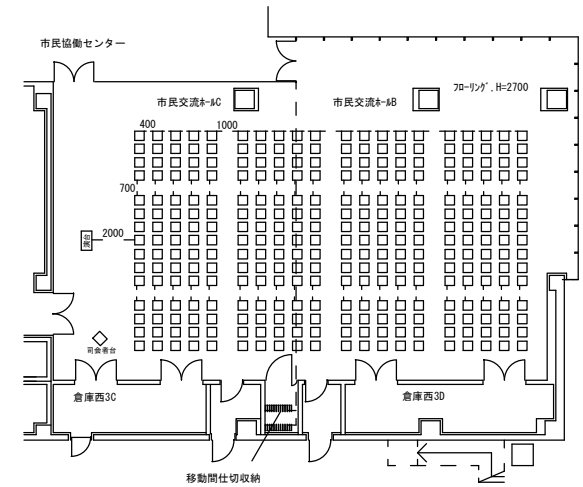 市民協働センター
フローリング, H=2700
市民交流ホールC
市民交流ホールB
400
1000
700
演台
2000
司会者台
倉庫西3C
倉庫西3D
移動間仕切収納